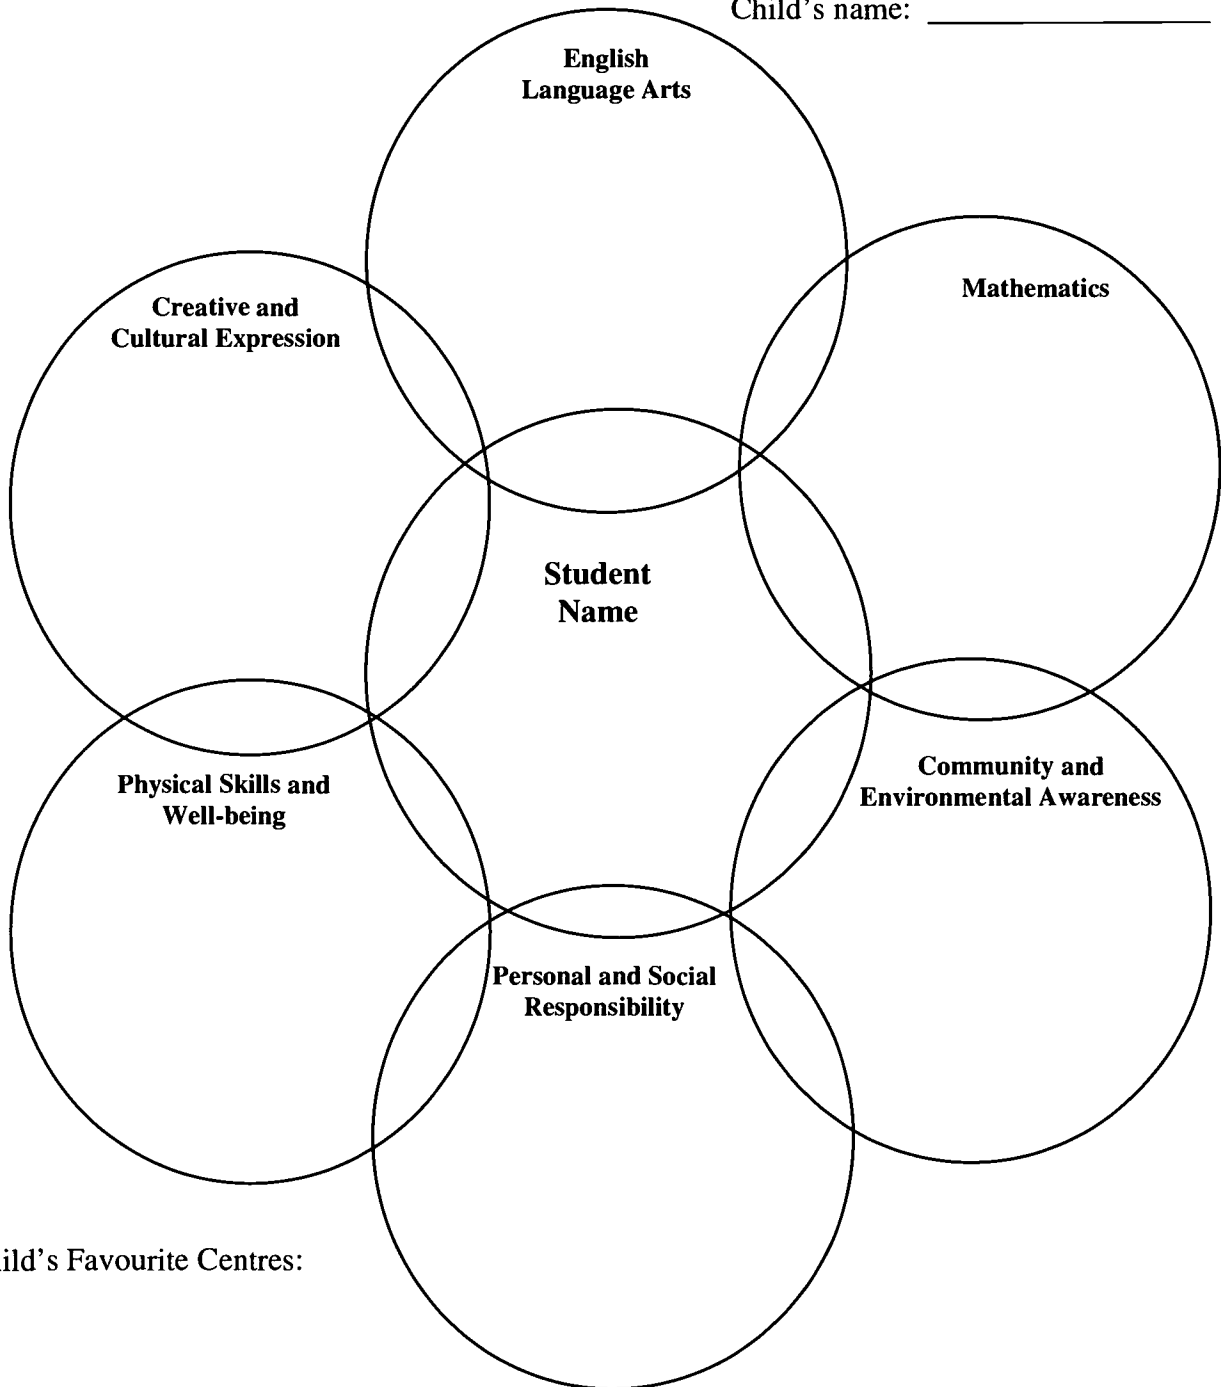 Child's name:
English
Language Arts
Mathematics
Creative and
Cultural Expression
Student
Name
Community and
Environmental Awareness
Physical Skills and
Well-being
Personal and Social
Responsibility
ild's Favourite Centres: